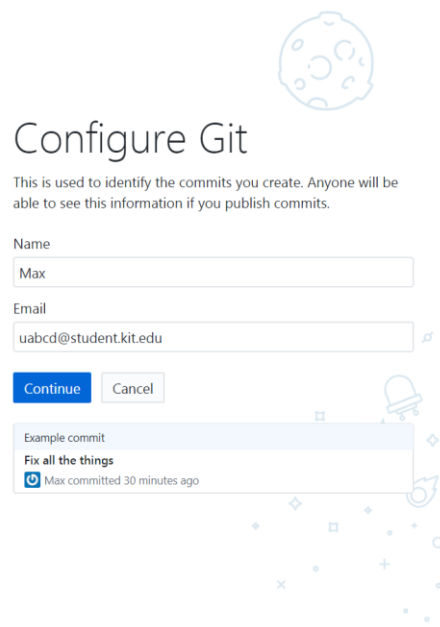 Configure Git
This is used to identify the commits you create. Anyone will be
able to see this information if you publish commits.
Name
Max
Email
uabcd@student.kit.edu
Continue Cancel
Example commit
Fix all the things
Max committed 30 minutes ago